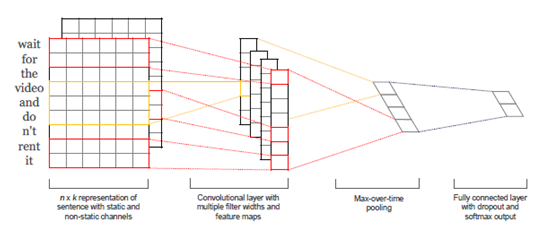 wait
for
the
video
and
do
n't
rent
it
n x k representation of
sentence with static and
non-static channels
Convolutional layer with
multiple filter widths and
feature maps
Max-over-time
pooling
Fully connected layer
with dropout and
softmax output